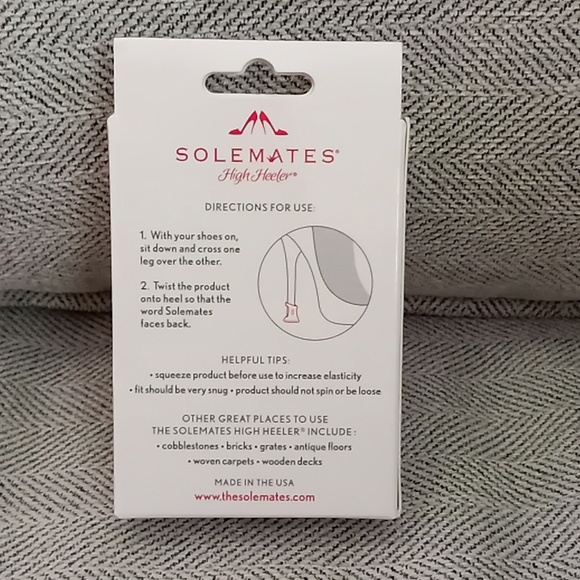 SOLEMATES®
High Heeler®
DIRECTIONS FOR USE:
1. With your shoes on,
sit down and cross one
leg over the other.
2. Twist the product
onto heel so that the
word Solemates
faces back.
HELPFUL TIPS:
• squeeze product before use to increase elasticity
• fit should be very snug • product should not spin or be loose
OTHER GREAT PLACES TO USE
THE SOLEMATES HIGH HEELER® INCLUDE:
• cobblestones • bricks • grates • antique floors
• woven carpets • wooden decks
MADE IN THE USA
www.thesolemates.com